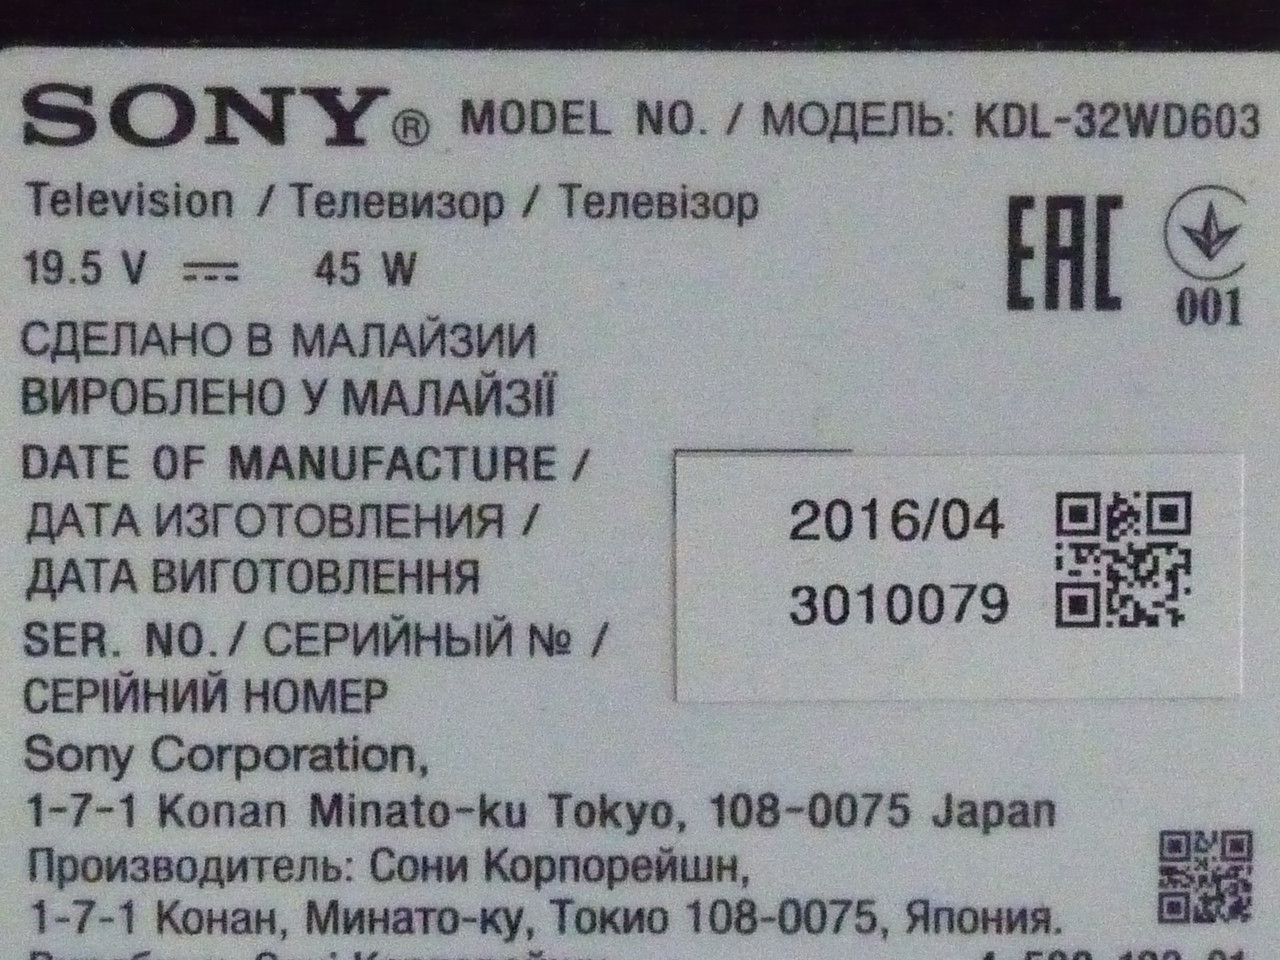 SONY® MODEL NO. / МОДЕЛЬ: KDL-32WD603
Television / Телевизор / Телевізор
19.5 V ⎓ 45 W
EAC
001
СДЕЛАНО В МАЛАЙЗИИ
ВИРОБЛЕНО У МАЛАЙЗІЇ
DATE OF MANUFACTURE /
ДАТА ИЗГОТОВЛЕНИЯ /
ДАТА ВИГОТОВЛЕННЯ
2016/04
3010079
SER. NO. / СЕРИЙНЫЙ № /
СЕРІЙНИЙ НОМЕР
Sony Corporation,
1-7-1 Konan Minato-ku Tokyo, 108-0075 Japan
Производитель: Сони Корпорейшн,
1-7-1 Конан, Минато-ку, Токио 108-0075, Япония.